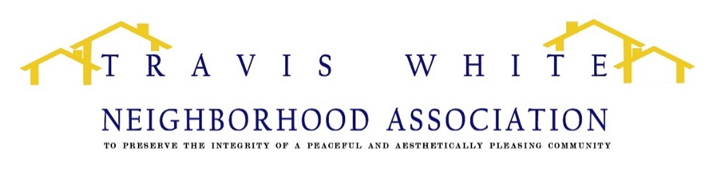 TRAVIS WHITE
NEIGHBORHOOD ASSOCIATION
TO PRESERVE THE INTEGRITY OF A PEACEFUL AND AESTHETICALLY PLEASING COMMUNITY